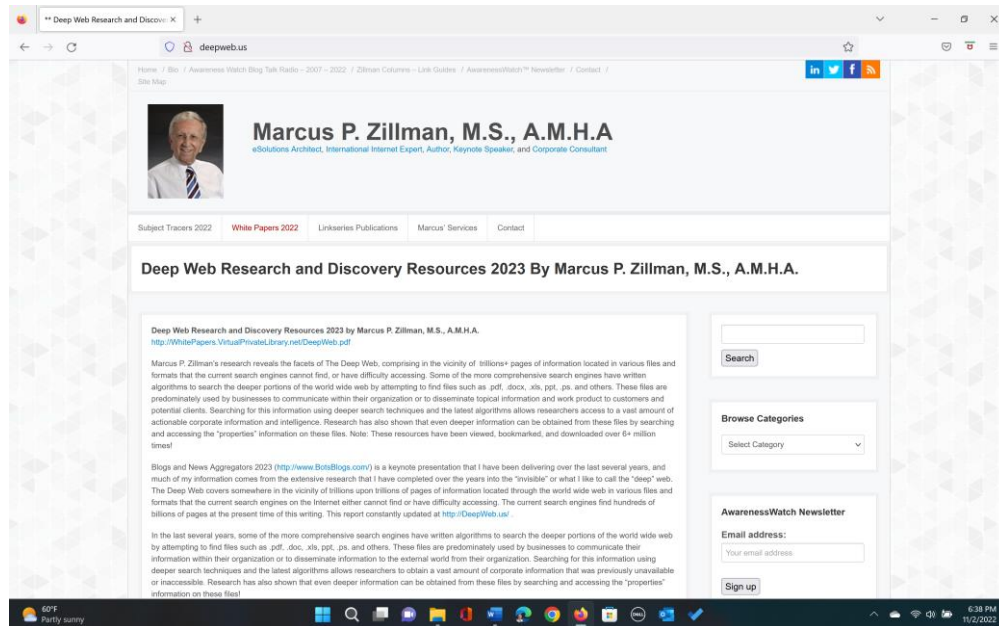 ** Deep Web Research and Discove
deepweb.us
Home / Bio / Awareness Watch Blog Talk Radio – 2007 – 2022 / Zillman Columns – Link Guides / AwarenessWatch™ Newsletter / Contact /
Site Map
in
f
Marcus P. Zillman, M.S., A.M.H.A
eSolutions Architect, International Internet Expert, Author, Keynote Speaker, and Corporate Consultant
Subject Tracers 2022 White Papers 2022 Linkseries Publications Marcus' Services Contact
Deep Web Research and Discovery Resources 2023 By Marcus P. Zillman, M.S., A.M.H.A.
Deep Web Research and Discovery Resources 2023 by Marcus P. Zillman, M.S., A.M.H.A.
http://WhitePapers.VirtualPrivateLibrary.net/DeepWeb.pdf
Marcus P. Zillman's research reveals the facets of The Deep Web, comprising in the vicinity of trillions+ pages of information located in various files and
formats that the current search engines cannot find, or have difficulty accessing. Some of the more comprehensive search engines have written
algorithms to search the deeper portions of the world wide web by attempting to find files such as .pdf, .docx, .xls, ppt, .ps. and others. These files are
predominately used by businesses to communicate within their organization or to disseminate topical information and work product to customers and
potential clients. Searching for this information using deeper search techniques and the latest algorithms allows researchers access to a vast amount of
actionable corporate information and intelligence. Research has also shown that even deeper information can be obtained from these files by searching
and accessing the "properties" information on these files. Note: These resources have been viewed, bookmarked, and downloaded over 6+ million
times!
Blogs and News Aggregators 2023 (http://www.BotsBlogs.com/) is a keynote presentation that I have been delivering over the last several years, and
much of my information comes from the extensive research that I have completed over the years into the "invisible" or what I like to call the "deep" web.
The Deep Web covers somewhere in the vicinity of trillions upon trillions of pages of information located through the world wide web in various files and
formats that the current search engines on the Internet either cannot find or have difficulty accessing. The current search engines find hundreds of
billions of pages at the present time of this writing. This report constantly updated at http://DeepWeb.us/ .
In the last several years, some of the more comprehensive search engines have written algorithms to search the deeper portions of the world wide web
by attempting to find files such as .pdf, .doc, .xls, ppt, .ps. and others. These files are predominately used by businesses to communicate their
information within their organization or to disseminate information to the external world from their organization. Searching for this information using
deeper search techniques and the latest algorithms allows researchers to obtain a vast amount of corporate information that was previously unavailable
or inaccessible. Research has also shown that even deeper information can be obtained from these files by searching and accessing the "properties"
information on these files!
Search
Browse Categories
Select Category
AwarenessWatch Newsletter
Email address:
Your email address
Sign up
60°F
Partly sunny
6:38 PM
11/2/2022